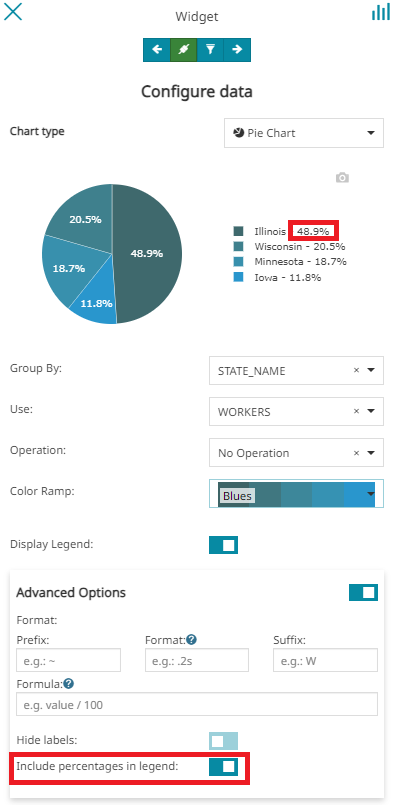 Widget
Configure data
Chart type
Pie Chart
20.5%
48.9%
18.7%
11.8%
Illinois 48.9%
Wisconsin - 20.5%
Minnesota - 18.7%
Iowa - 11.8%
Group By: STATE_NAME ×
Use: WORKERS ×
Operation: No Operation ×
Color Ramp: Blues
Display Legend:
Advanced Options
Format:
Prefix: Format: ? Suffix:
e.g.: ~ e.g.: .2s e.g.: W
Formula: ?
e.g. value / 100
Hide labels:
Include percentages in legend: